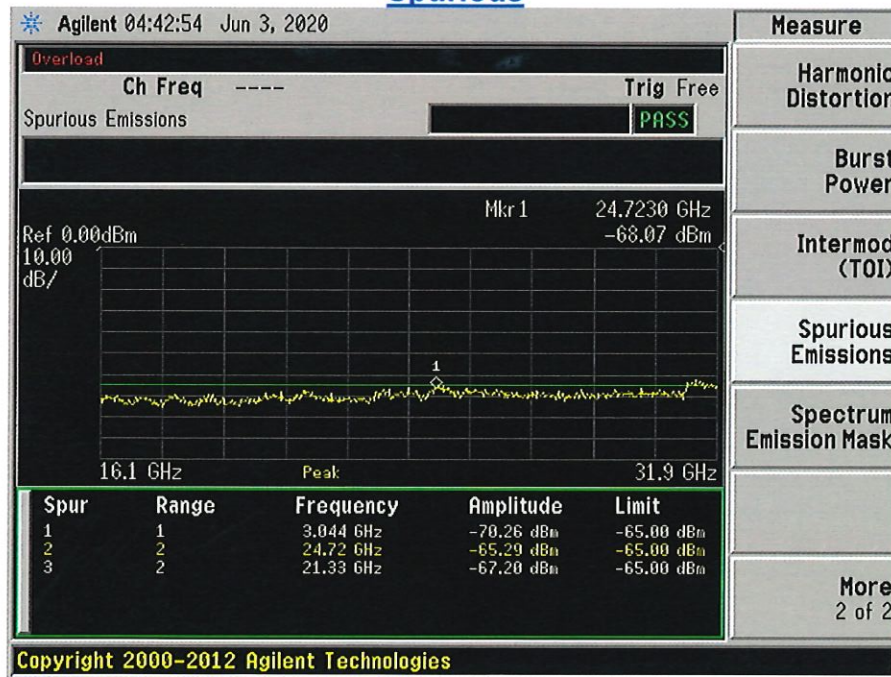 Spurious
Agilent 04:42:54 Jun 3, 2020
Measure
Overload
Ch Freq ----
Trig Free
Spurious Emissions
PASS
Mkr1 24.7230 GHz
Ref 0.00dBm
-68.07 dBm
10.00
dB/
1
16.1 GHz
Peak
31.9 GHz
Spur Range Frequency Amplitude Limit
1 1 3.044 GHz -70.26 dBm -65.00 dBm
2 2 24.72 GHz -65.29 dBm -65.00 dBm
3 2 21.33 GHz -67.20 dBm -65.00 dBm
Harmonic
Distortion
Burst
Power
Intermod
(TOI)
Spurious
Emissions
Spectrum
Emission Mask
More
2 of 2
Copyright 2000-2012 Agilent Technologies